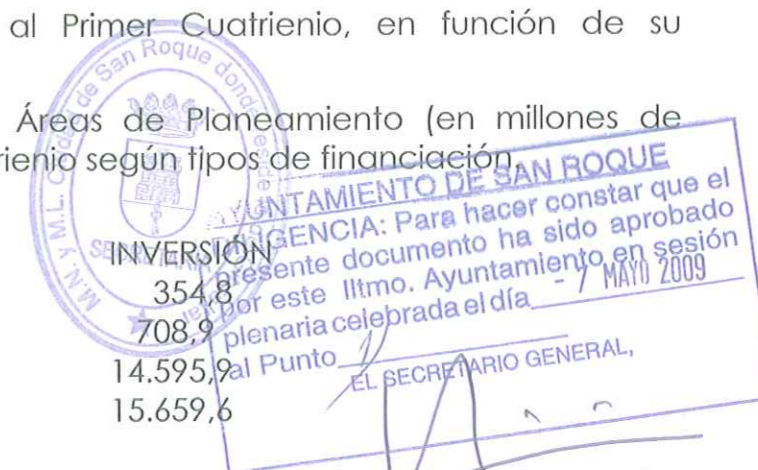 al Primer Cuatrienio, en función de su
Áreas de Planeamiento (en millones de
rienio según tipos de financiación.
INVERSIÓN
354,8
708,9
14.595,9
15.659,6
M.N. Y M.L. Ciudad de San Roque donde reside
AYUNTAMIENTO DE SAN ROQUE
GENCIA: Para hacer constar que el
presente documento ha sido aprobado
por este Iltmo. Ayuntamiento en sesión
plenaria celebrada el día - 7 MAYO 2009
al Punto
EL SECRETARIO GENERAL,